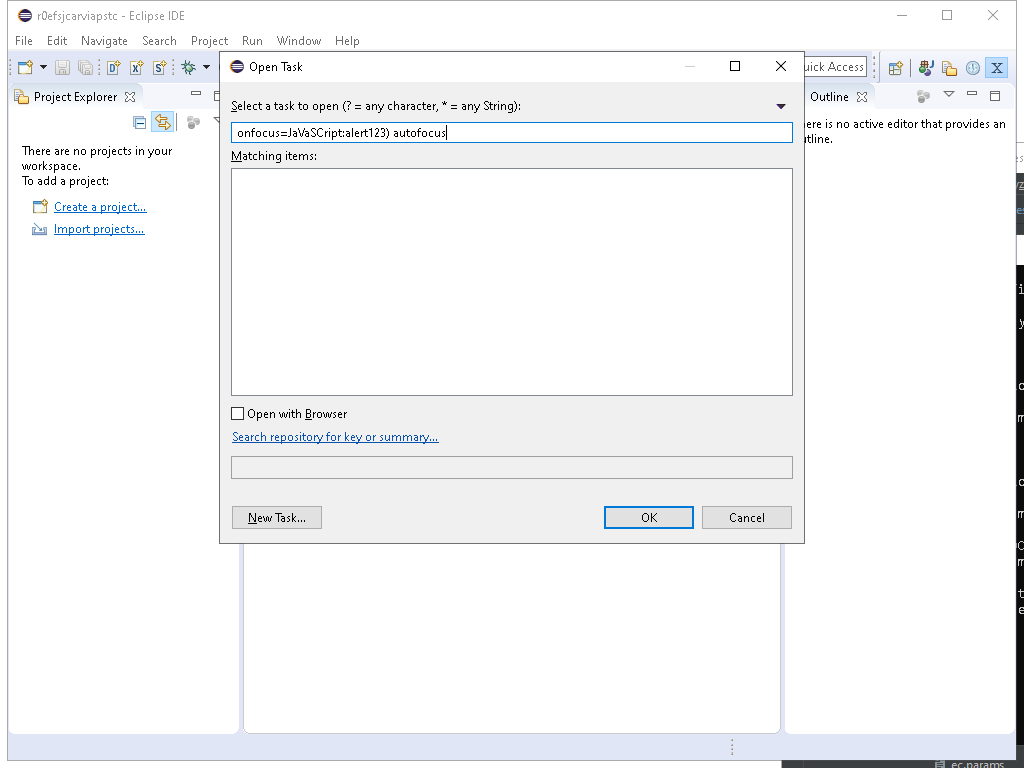 r0efsjcarviapstc - Eclipse IDE
File Edit Navigate Search Project Run Window Help
Open Task
uick Access
Project Explorer
Outline
Select a task to open (? = any character, * = any String):
onfocus=JaVaSCript:alert123) autofocus
Matching items:
ere is no active editor that provides an
tline.
There are no projects in your
workspace.
To add a project:
Create a project...
Import projects...
Open with Browser
Search repository for key or summary...
New Task...
OK
Cancel
ec.params